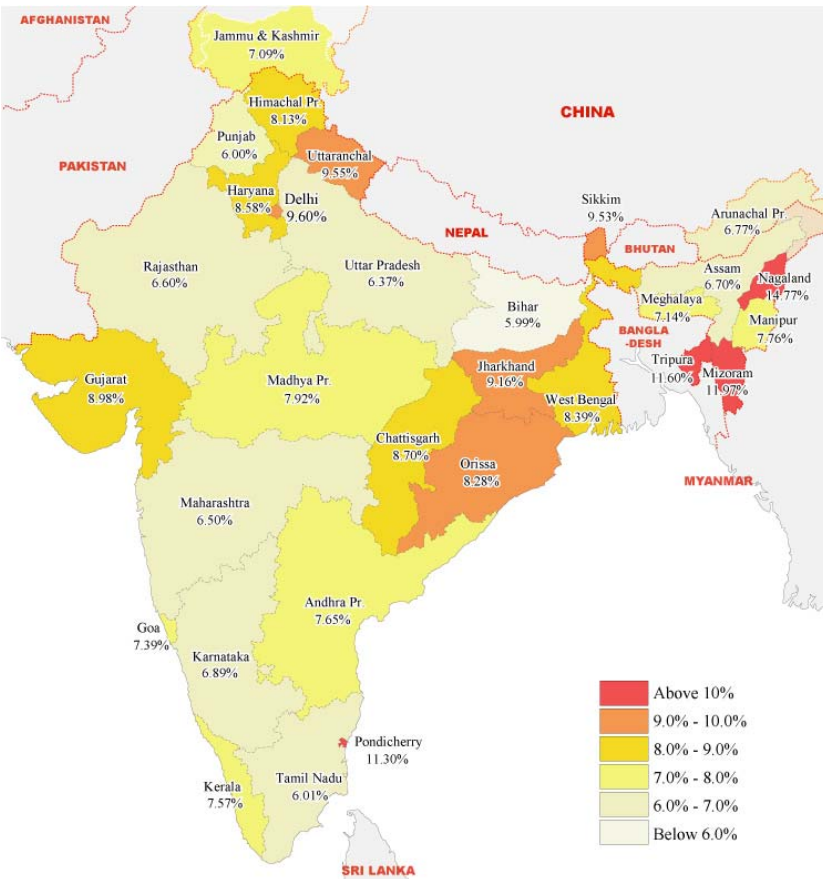 AFGHANISTAN
Jammu & Kashmir
7.09%
Himachal Pr.
8.13%
CHINA
Punjab
6.00%
PAKISTAN
Uttaranchal
9.55%
Haryana
8.58%
Delhi
9.60%
Sikkim
9.53%
Arunachal Pr.
6.77%
NEPAL
BHUTAN
Rajasthan
6.60%
Uttar Pradesh
6.37%
Assam
6.70%
Nagaland
14.77%
Meghalaya
7.14%
Bihar
5.99%
Manipur
7.76%
BANGLA
-DESH
Tripura
11.60%
Mizoram
11.97%
Gujarat
8.98%
Madhya Pr.
7.92%
Jharkhand
9.16%
West Bengal
8.39%
Chattisgarh
8.70%
Orissa
8.28%
MYANMAR
Maharashtra
6.50%
Andhra Pr.
7.65%
Goa
7.39%
Karnataka
6.89%
Pondicherry
11.30%
Kerala
7.57%
Tamil Nadu
6.01%
SRI LANKA
Above 10%
9.0% - 10.0%
8.0% - 9.0%
7.0% - 8.0%
6.0% - 7.0%
Below 6.0%